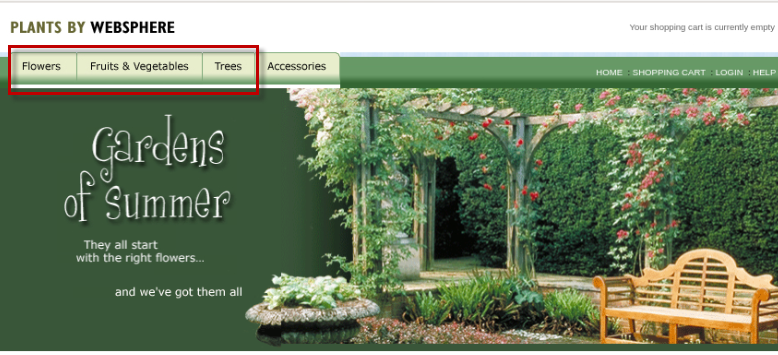 PLANTS BY WEBSPHERE
Your shopping cart is currently empty
Flowers Fruits & Vegetables Trees Accessories
HOME : SHOPPING CART : LOGIN : HELP
Gardens
of Summer
They all start
with the right flowers...
and we've got them all